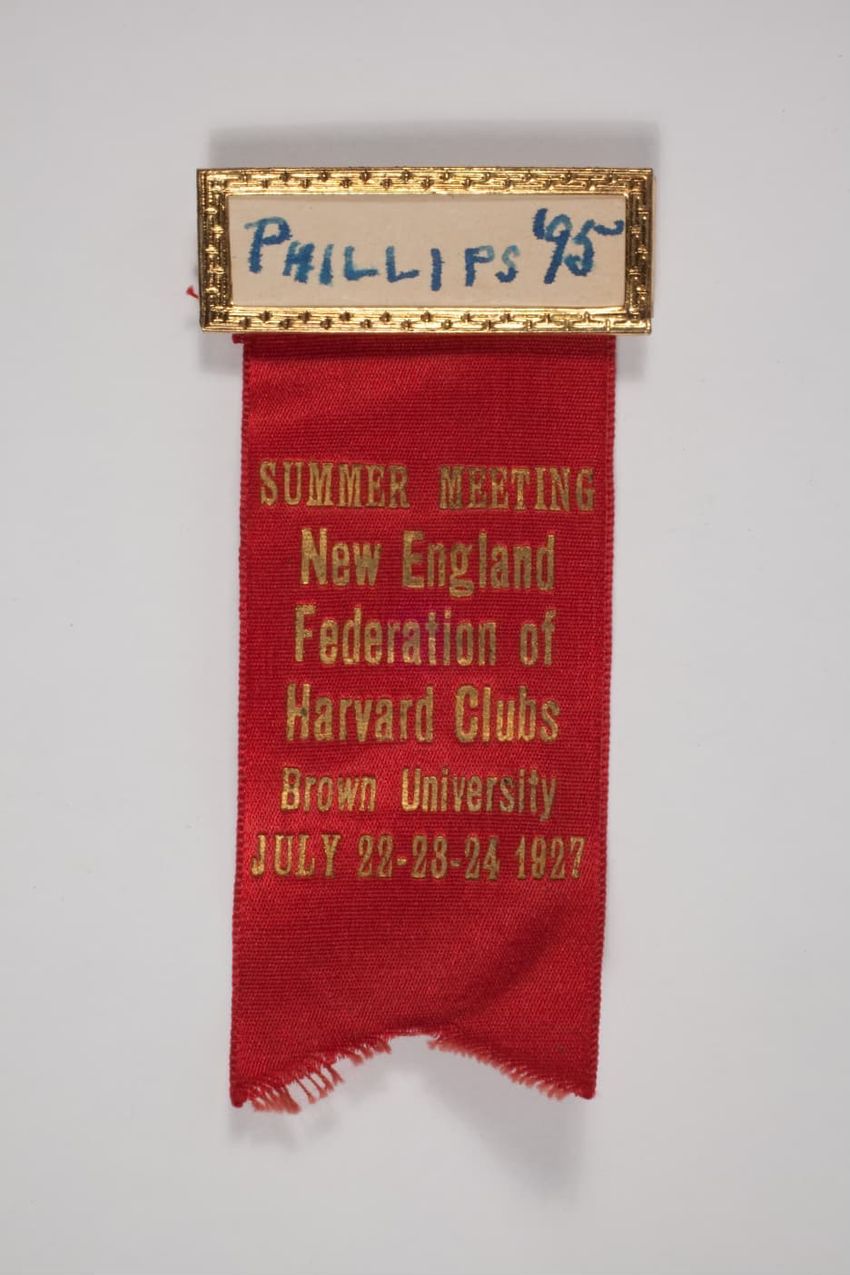 PHILLIPS '95
SUMMER MEETING
New England
Federation of
Harvard Clubs
Brown University
JULY 22-23-24 1927